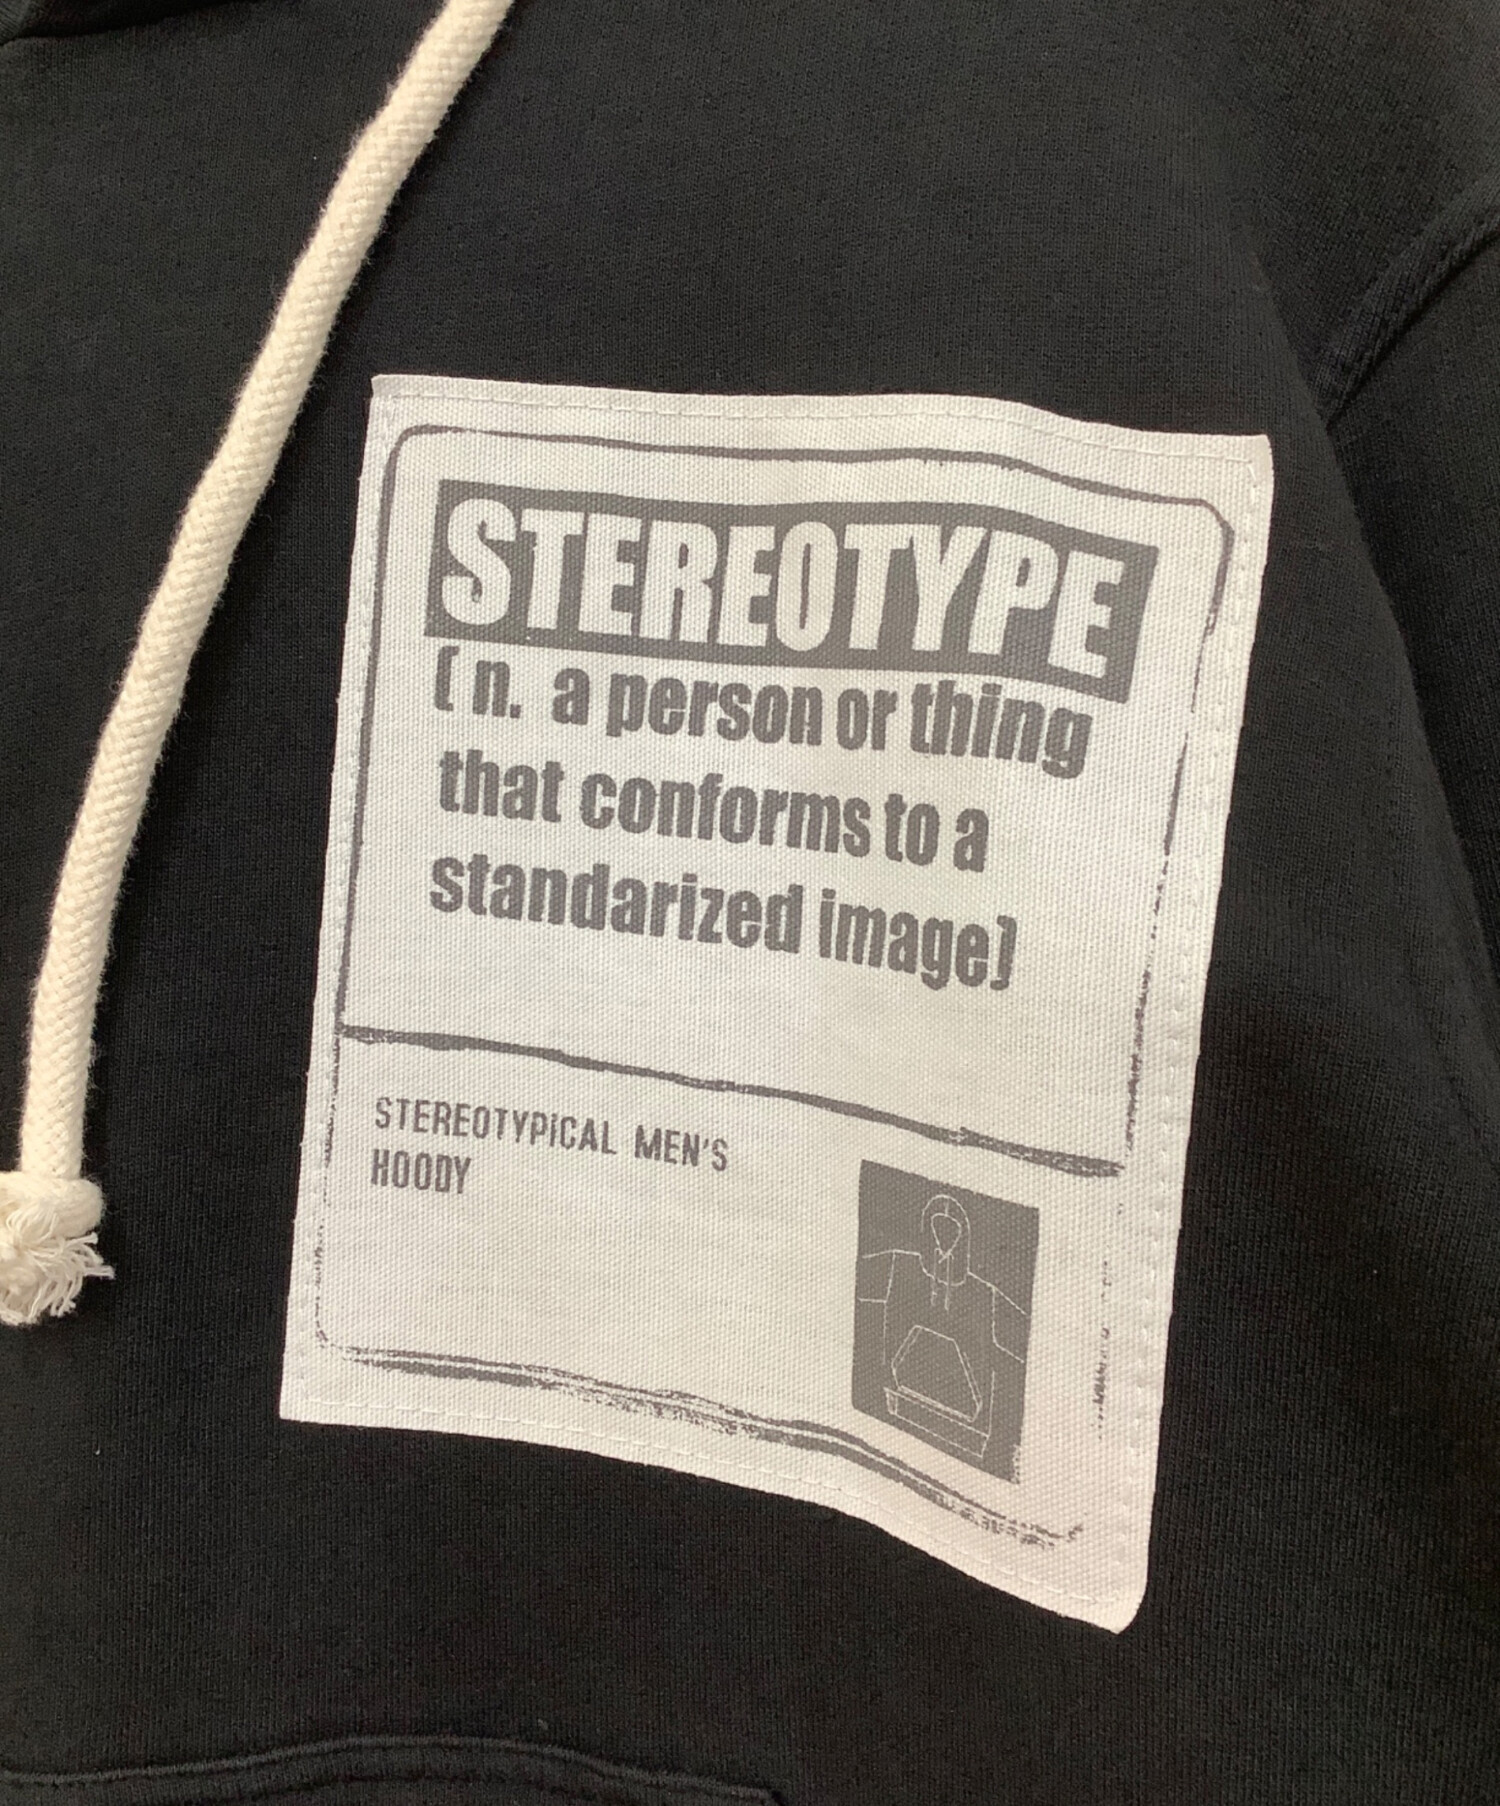 STEREOTYPE
( n. a person or thing
that conforms to a
standarized image)
STEREOTYPiCAL MEN'S
HOODY